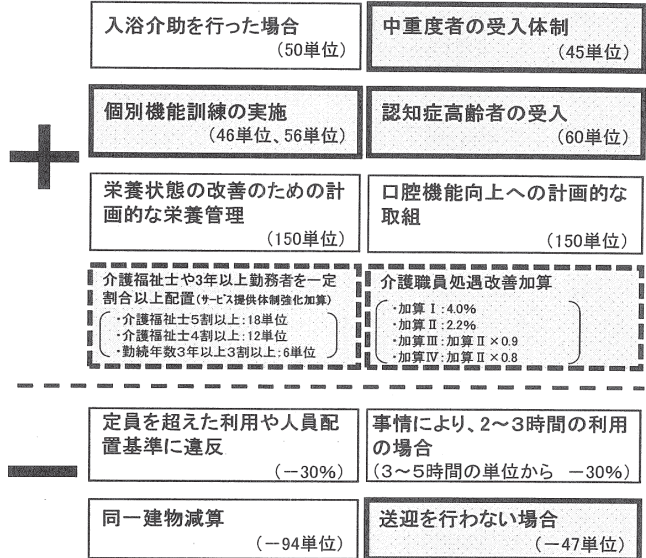 入浴介助を行った場合
(50単位)
中重度者の受入体制
(45単位)
個別機能訓練の実施
(46単位、56単位)
認知症高齢者の受入
(60単位)
栄養状態の改善のための計
画的な栄養管理
(150単位)
口腔機能向上への計画的な
取組
(150単位)
介護福祉士や3年以上勤務者を一定
割合以上配置(サービス提供体制強化加算)
・介護福祉士5割以上:18単位
・介護福祉士4割以上:12単位
・勤続年数3年以上3割以上:6単位
介護職員処遇改善加算
・加算Ⅰ:4.0%
・加算Ⅱ:2.2%
・加算Ⅲ:加算Ⅱ×0.9
・加算Ⅳ:加算Ⅱ×0.8
定員を超えた利用や人員配
置基準に違反
(-30%)
事情により、2~3時間の利用
の場合
(3~5時間の単位から -30%)
同一建物減算
(-94単位)
送迎を行わない場合
(-47単位)